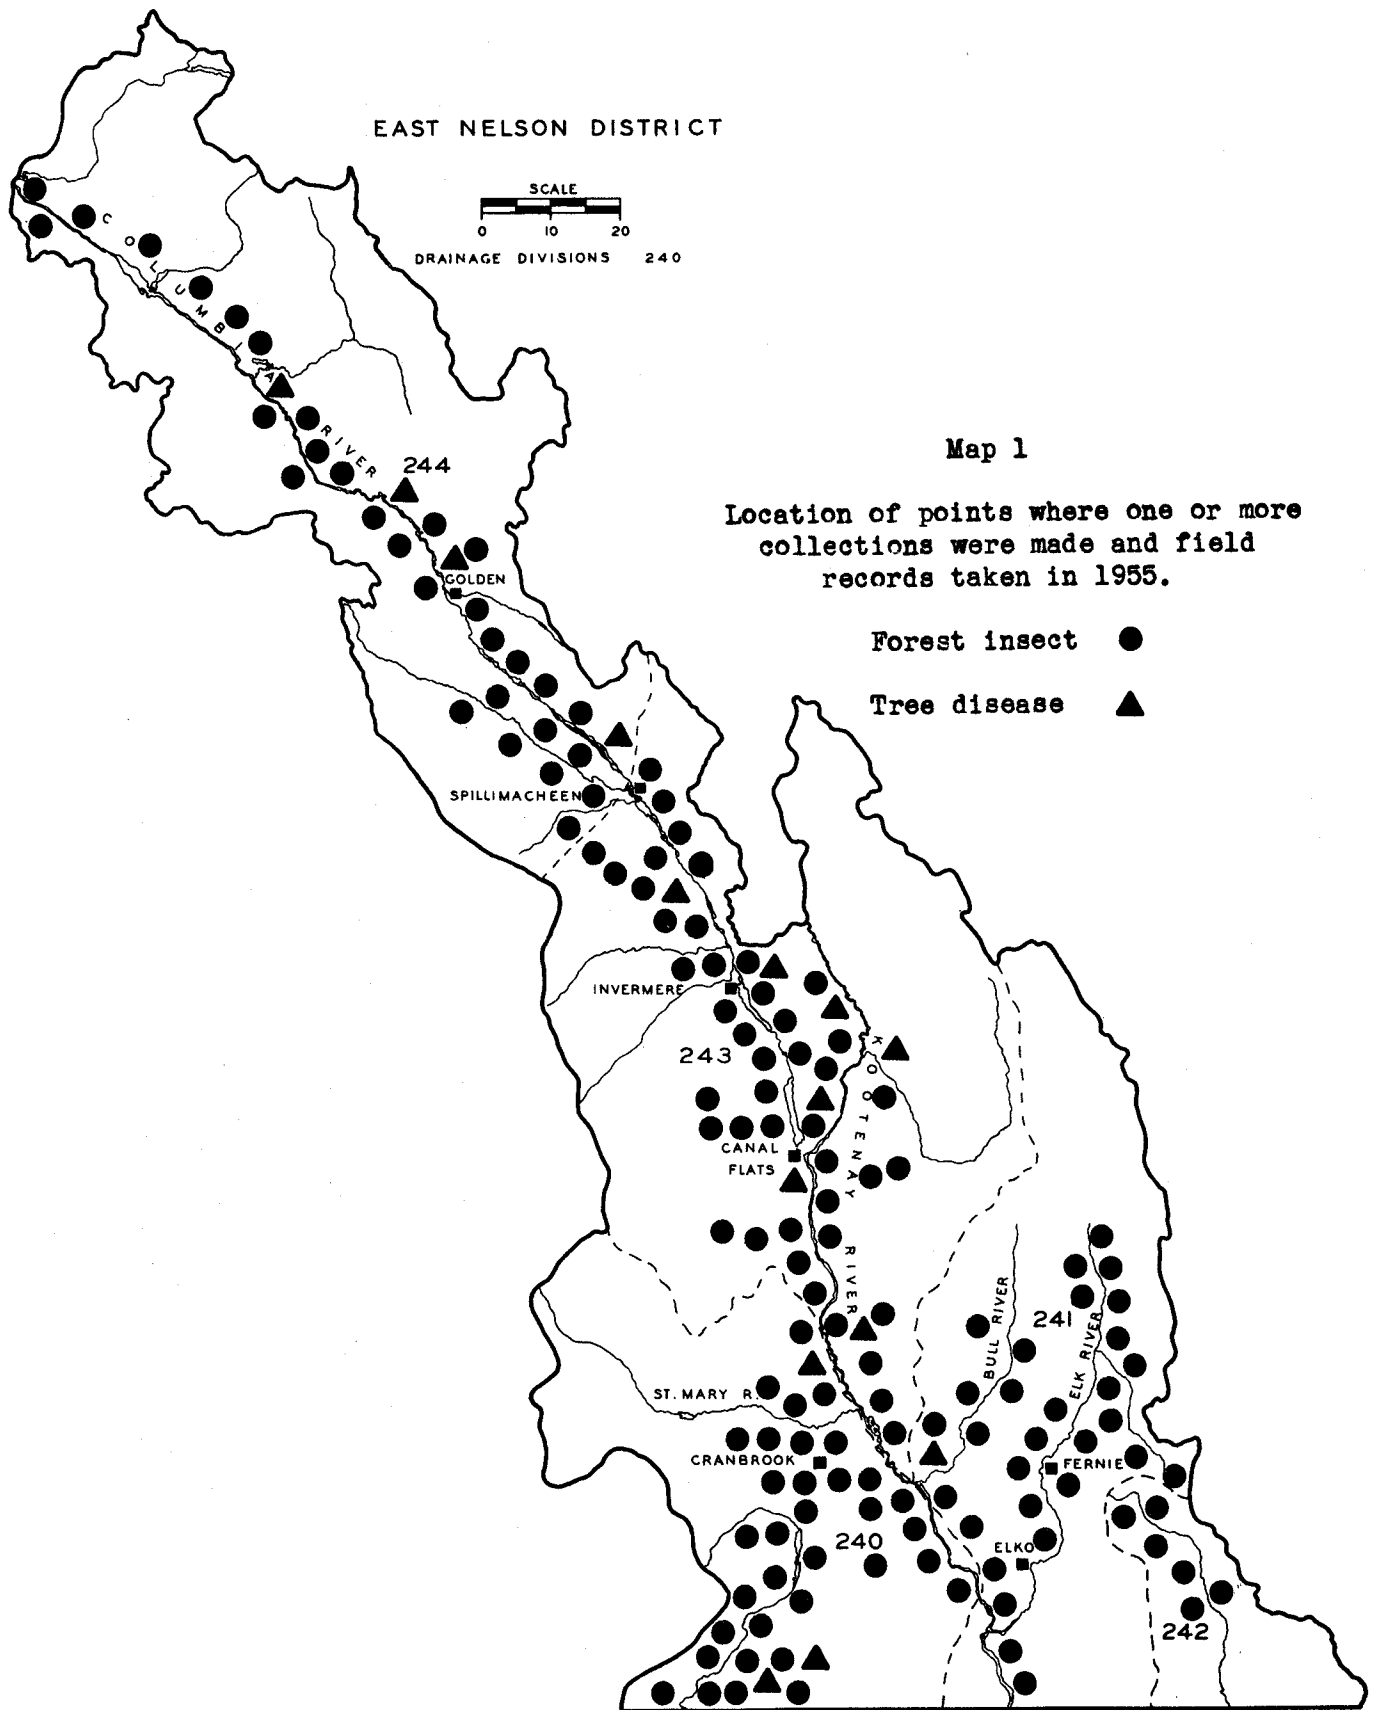 EAST NELSON DISTRICT
SCALE
0 10 20
DRAINAGE DIVISIONS 240
COLUMBIA
RIVER
244
Map 1
Location of points where one or more
collections were made and field
records taken in 1955.
Forest insect
Tree disease
GOLDEN
SPILLIMACHEEN
INVERMERE
243
KOOTENAY
RIVER
CANAL
FLATS
BULL RIVER
241
ELK RIVER
ST. MARY R.
CRANBROOK
FERNIE
240
ELKO
242